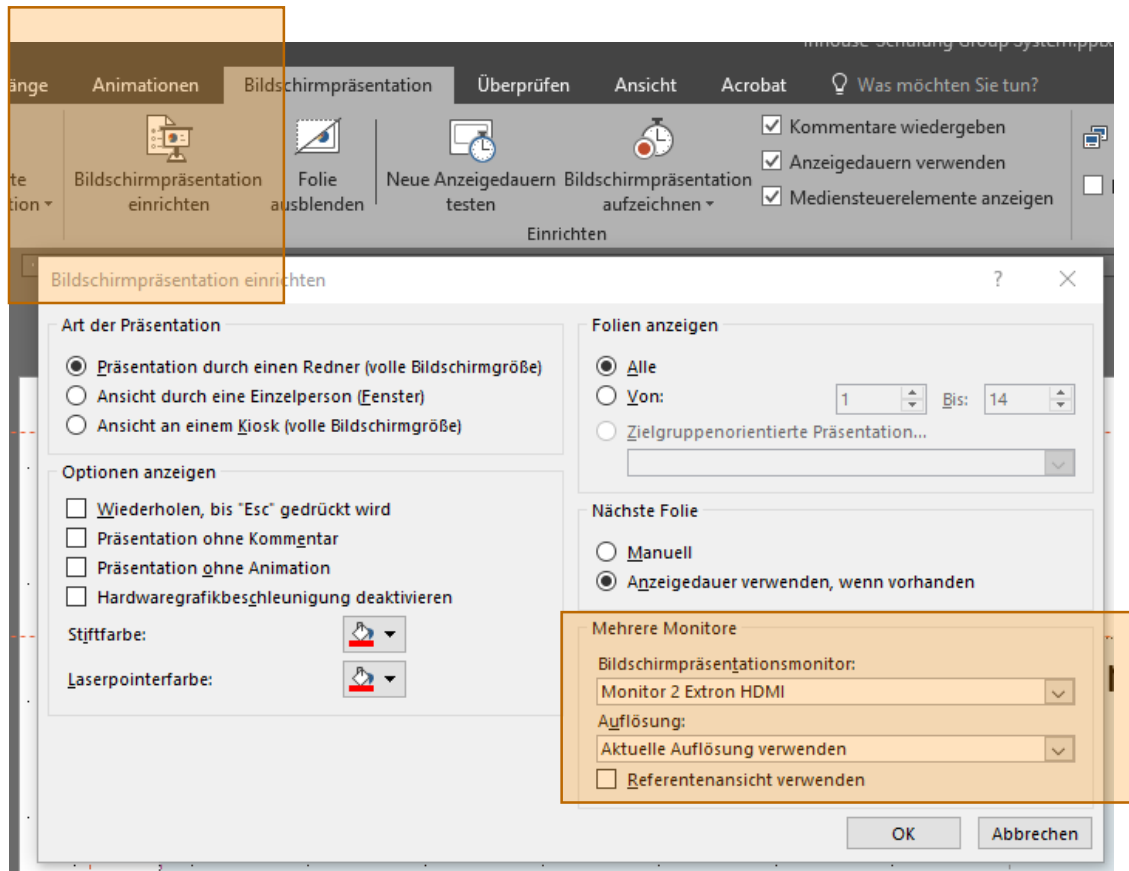 Inhouse-Schulung Group System.pptx
änge Animationen Bildschirmpräsentation Überprüfen Ansicht Acrobat Was möchten Sie tun?
Bildschirmpräsentation einrichten
Folie ausblenden
Neue Anzeigedauern testen
Bildschirmpräsentation aufzeichnen
Kommentare wiedergeben
Anzeigedauern verwenden
Mediensteuerelemente anzeigen
Einrichten
Bildschirmpräsentation einrichten ?
Art der Präsentation
Präsentation durch einen Redner (volle Bildschirmgröße)
Ansicht durch eine Einzelperson (Fenster)
Ansicht an einem Kiosk (volle Bildschirmgröße)
Optionen anzeigen
Wiederholen, bis "Esc" gedrückt wird
Präsentation ohne Kommentar
Präsentation ohne Animation
Hardwaregrafikbeschleunigung deaktivieren
Stiftfarbe:
Laserpointerfarbe:
Folien anzeigen
Alle
Von: 1 Bis: 14
Zielgruppenorientierte Präsentation...
Nächste Folie
Manuell
Anzeigedauer verwenden, wenn vorhanden
Mehrere Monitore
Bildschirmpräsentationsmonitor:
Monitor 2 Extron HDMI
Auflösung:
Aktuelle Auflösung verwenden
Referentenansicht verwenden
OK Abbrechen